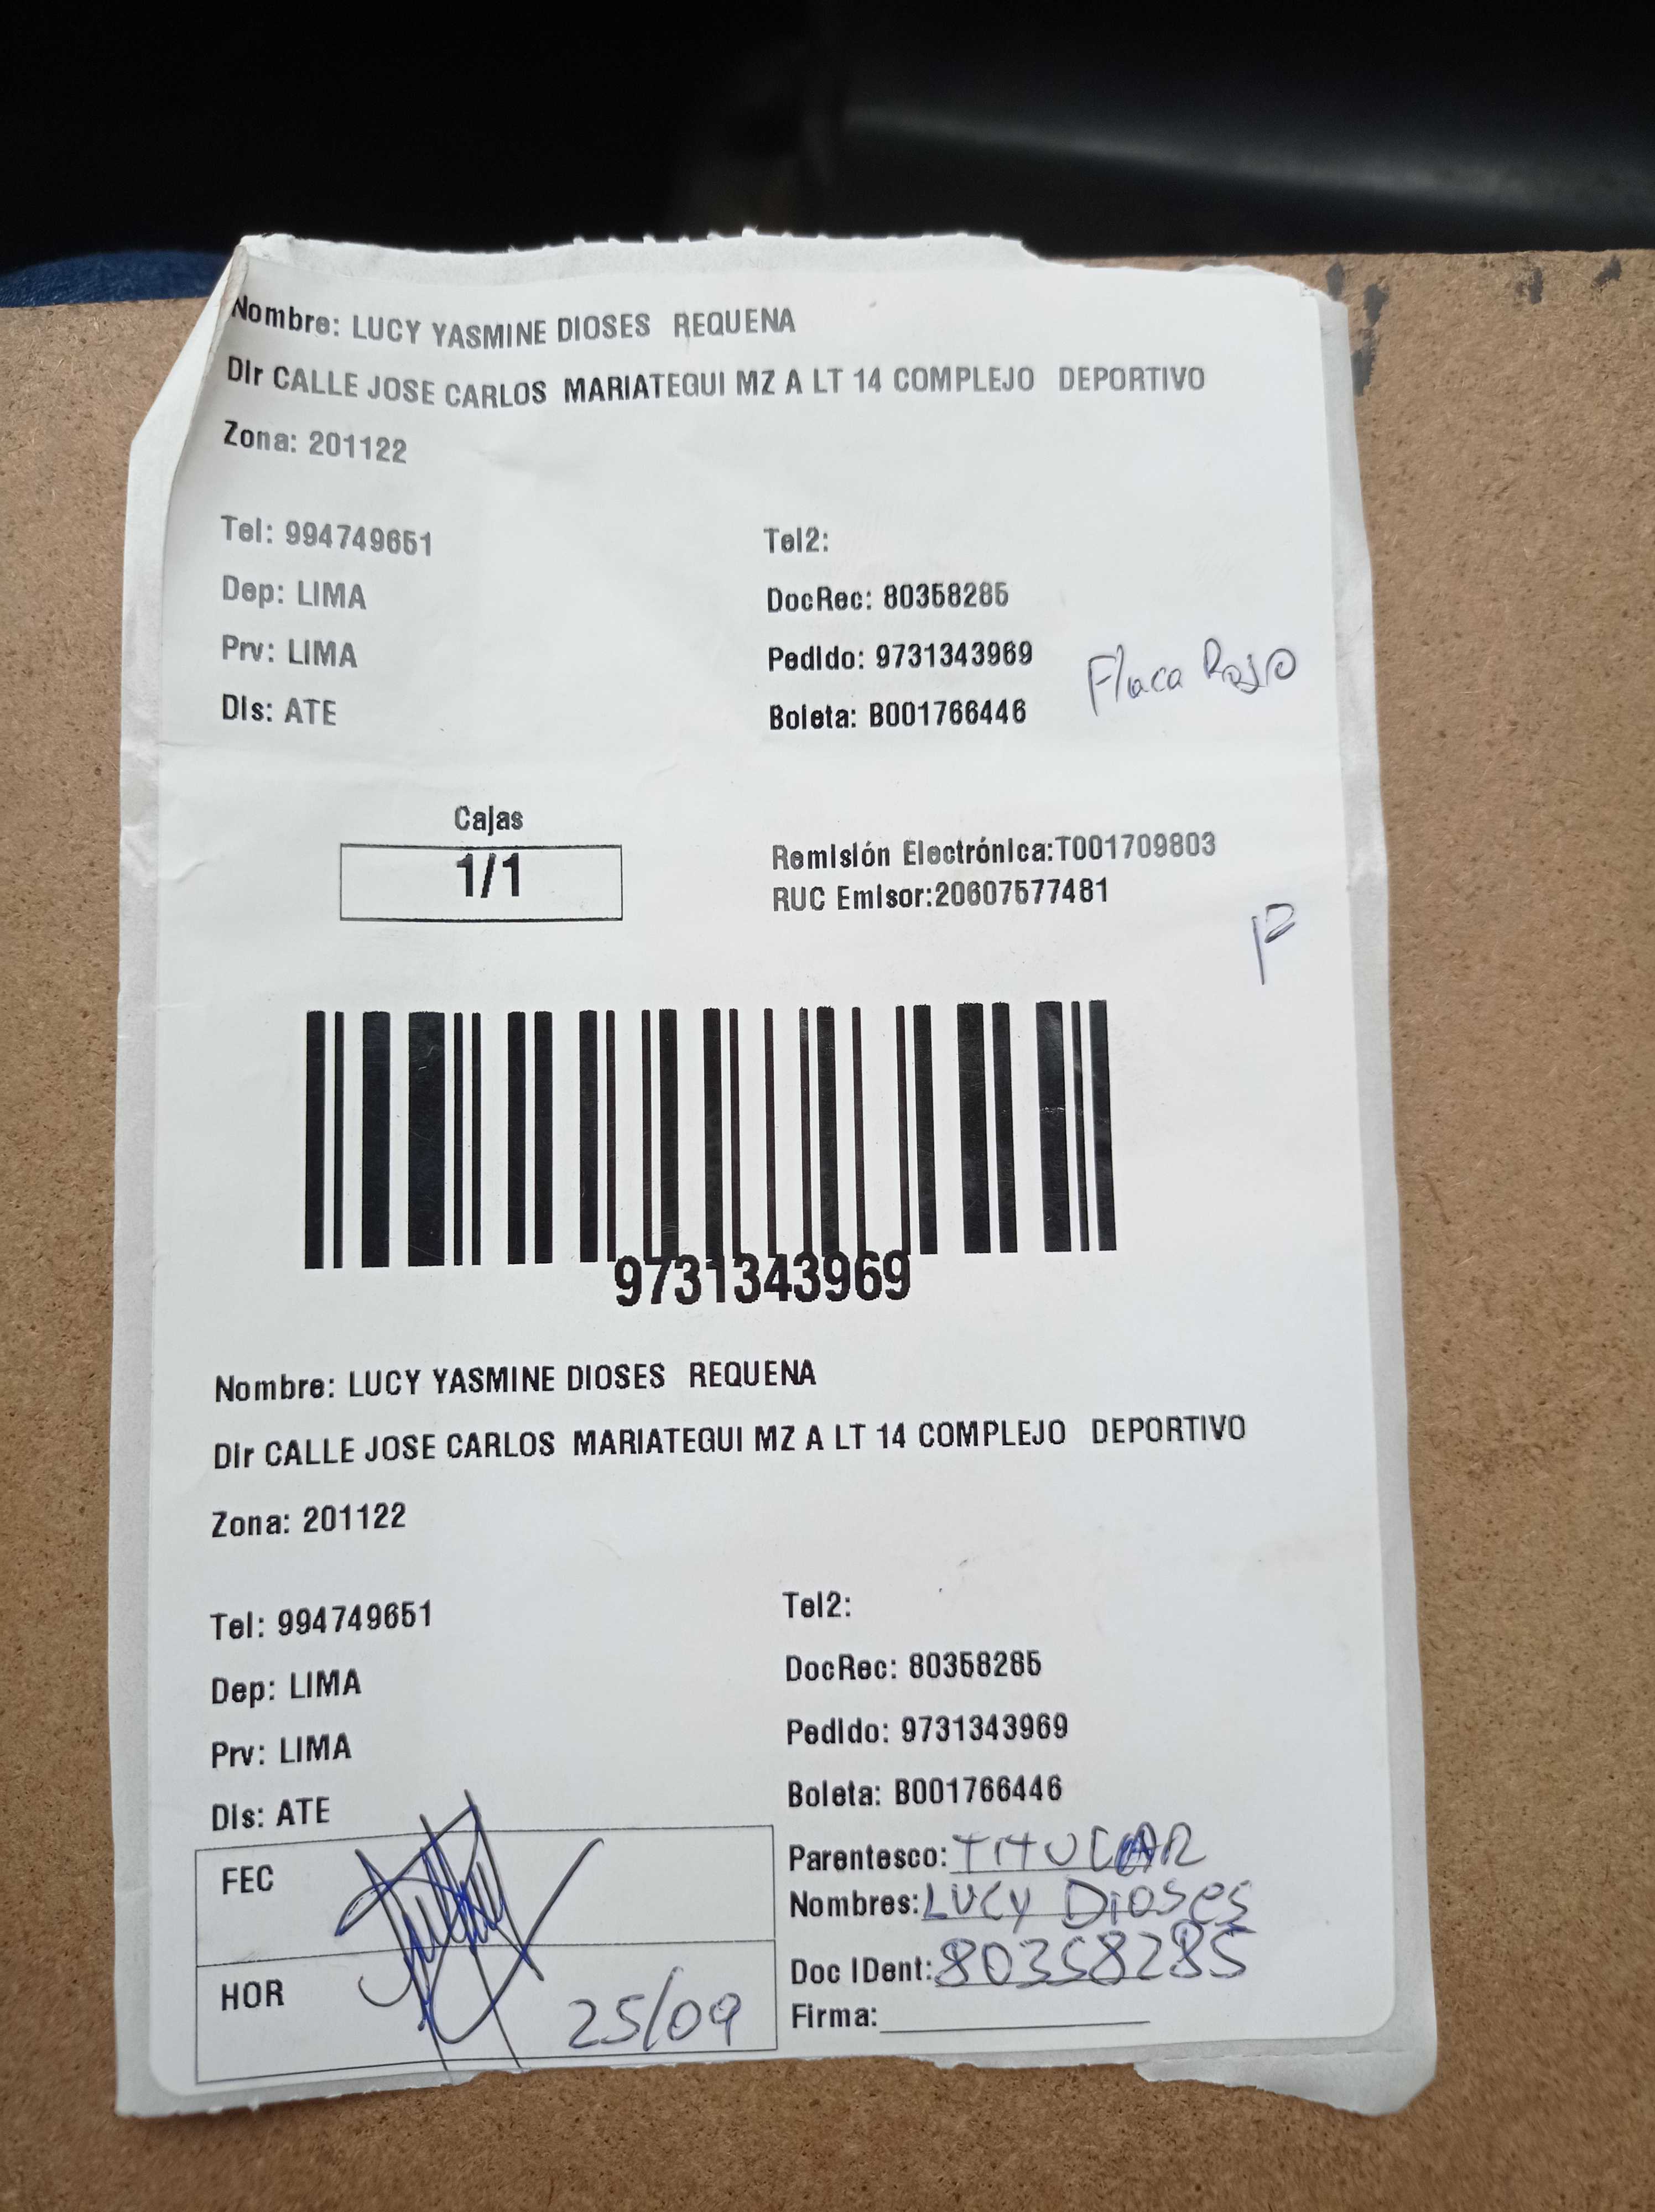 Nombre: LUCY YASMINE DIOSES REQUENA
Dir CALLE JOSE CARLOS MARIATEGUI MZ A LT 14 COMPLEJO DEPORTIVO
Zona: 201122
Tel: 994749651
Tel2:
Dep: LIMA
DocRec: 80358285
Prv: LIMA
Pedido: 9731343969
Flaca Rojo
Dis: ATE
Boleta: B001766446
Cajas
1/1
Remisión Electrónica:T001709803
RUC Emisor:20607577481
P
9731343969
Nombre: LUCY YASMINE DIOSES REQUENA
Dir CALLE JOSE CARLOS MARIATEGUI MZ A LT 14 COMPLEJO DEPORTIVO
Zona: 201122
Tel: 994749651
Tel2:
Dep: LIMA
DocRec: 80358285
Prv: LIMA
Pedido: 9731343969
Dis: ATE
Boleta: B001766446
FEC
Parentesco: TITULAR
Nombres: LUCY Dioses
HOR
25/09
Doc IDent: 80358285
Firma: